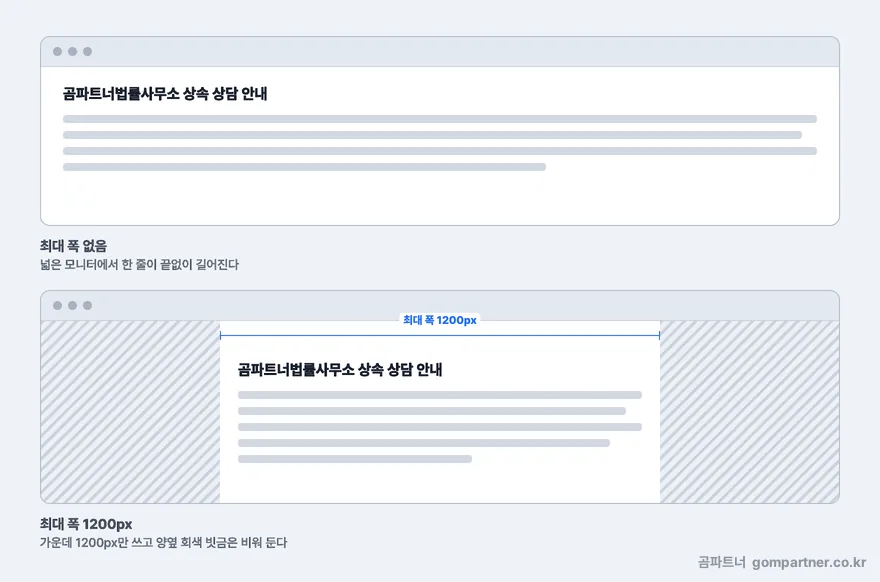 곰파트너법률사무소 상속 상담 안내
최대 폭 없음
넓은 모니터에서 한 줄이 끝없이 길어진다
최대 폭 1200px
곰파트너법률사무소 상속 상담 안내
최대 폭 1200px
가운데 1200px만 쓰고 양옆 회색 빗금은 비워 둔다
곰파트너 gompartner.co.kr